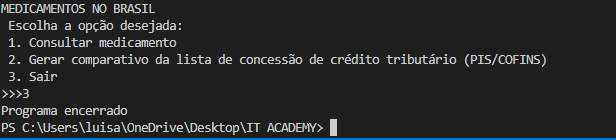 MEDICAMENTOS NO BRASIL
Escolha a opção desejada:
1. Consultar medicamento
2. Gerar comparativo da lista de concessão de crédito tributário (PIS/COFINS)
3. Sair
>>>3
Programa encerrado
PS C:\Users\luisa\OneDrive\Desktop\IT ACADEMY>